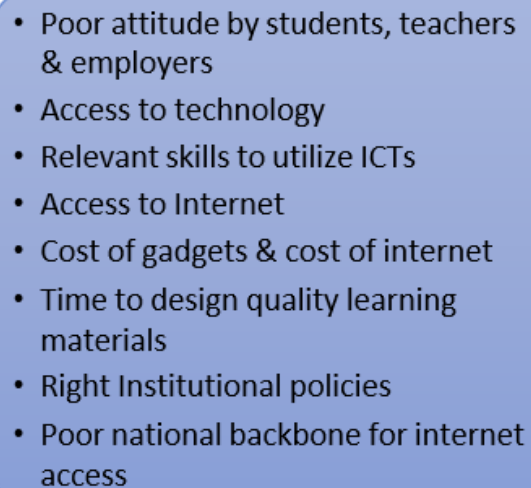 • Poor attitude by students, teachers
& employers
• Access to technology
• Relevant skills to utilize ICTs
• Access to Internet
• Cost of gadgets & cost of internet
• Time to design quality learning
materials
• Right Institutional policies
• Poor national backbone for internet
access